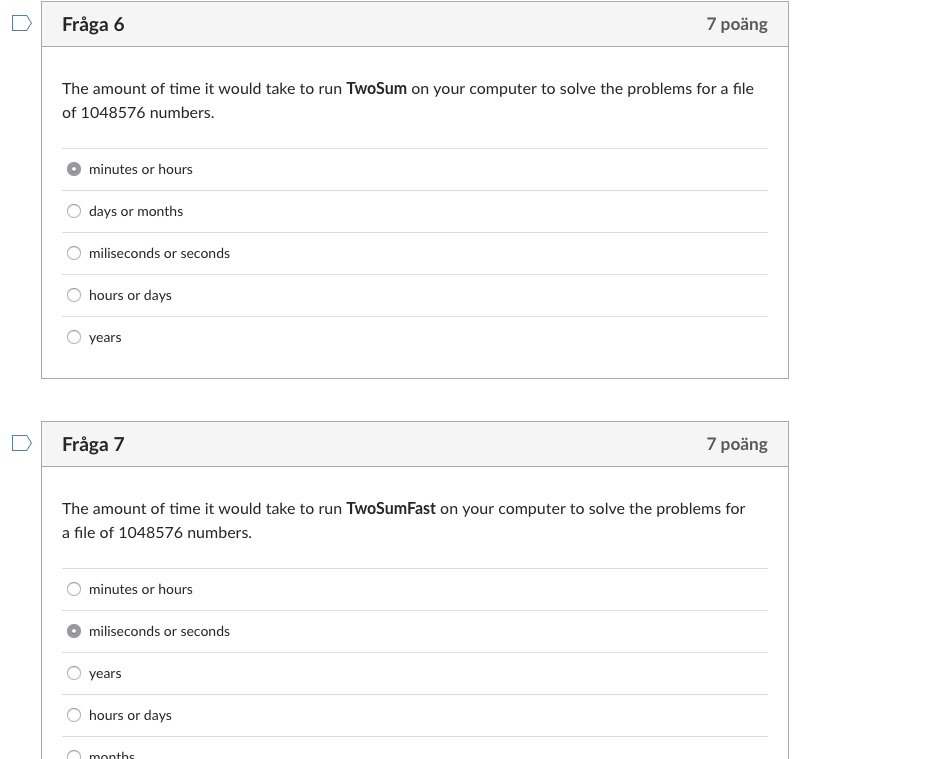 Fråga 6
7 poäng
The amount of time it would take to run TwoSum on your computer to solve the problems for a file
of 1048576 numbers.
minutes or hours
days or months
miliseconds or seconds
hours or days
years
Fråga 7
7 poäng
The amount of time it would take to run TwoSumFast on your computer to solve the problems for
a file of 1048576 numbers.
minutes or hours
miliseconds or seconds
years
hours or days
months